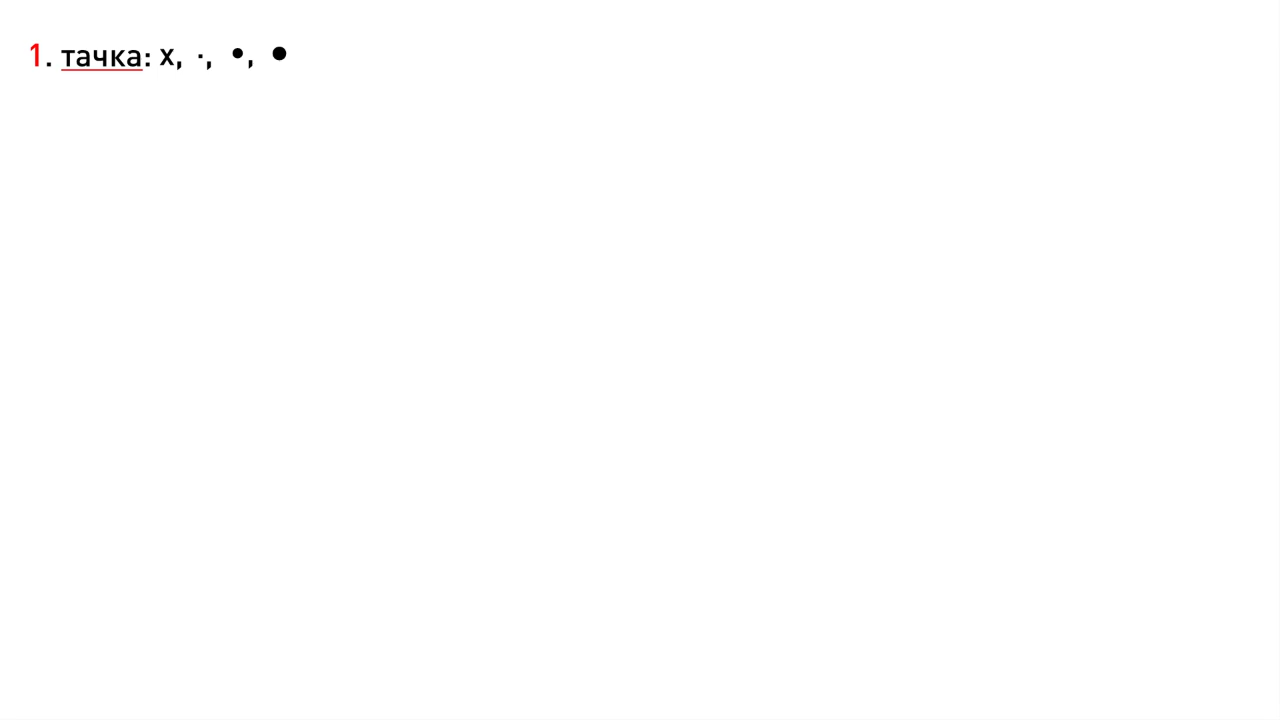 1. тачка: х, ·, •, ●